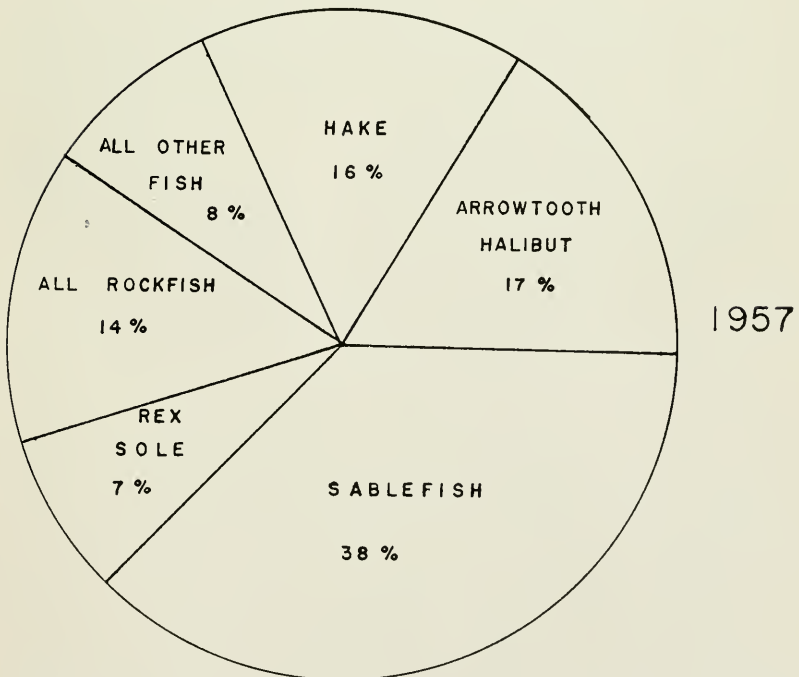 HAKE
16 %
ALL OTHER
FISH
8 %
ARROWTOOTH
HALIBUT
17 %
ALL ROCKFISH
14 %
1957
REX
SOLE
7 %
SABLEFISH
38 %